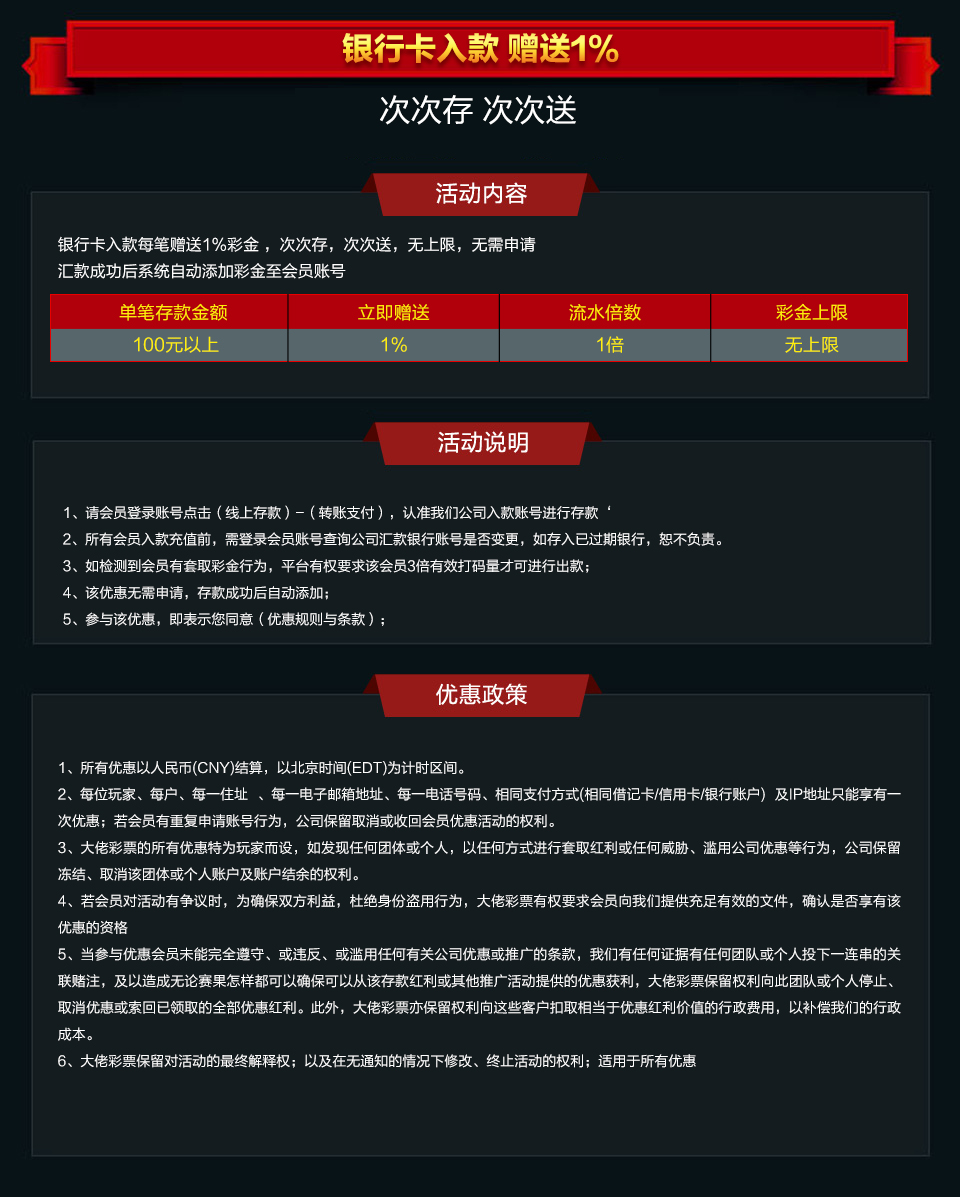 银行卡入款 赠送1%
次次存 次次送
活动内容
银行卡入款每笔赠送1%彩金 ，次次存，次次送，无上限，无需申请
汇款成功后系统自动添加彩金至会员账号
单笔存款金额 立即赠送 流水倍数 彩金上限
100元以上 1% 1倍 无上限
活动说明
1、请会员登录账号点击（线上存款）-（转账支付），认准我们公司入款账号进行存款‘
2、所有会员入款充值前，需登录会员账号查询公司汇款银行账号是否变更，如存入已过期银行，恕不负责。
3、如检测到会员有套取彩金行为，平台有权要求该会员3倍有效打码量才可进行出款；
4、该优惠无需申请，存款成功后自动添加；
5、参与该优惠，即表示您同意（优惠规则与条款）；
优惠政策
1、所有优惠以人民币(CNY)结算，以北京时间(EDT)为计时区间。
2、每位玩家、每户、每一住址 、每一电子邮箱地址、每一电话号码、相同支付方式(相同借记卡/信用卡/银行账户) 及IP地址只能享有一
次优惠；若会员有重复申请账号行为，公司保留取消或收回会员优惠活动的权利。
3、大佬彩票的所有优惠特为玩家而设，如发现任何团体或个人，以任何方式进行套取红利或任何威胁、滥用公司优惠等行为，公司保留
冻结、取消该团体或个人账户及账户结余的权利。
4、若会员对活动有争议时，为确保双方利益，杜绝身份盗用行为，大佬彩票有权要求会员向我们提供充足有效的文件，确认是否享有该
优惠的资格
5、当参与优惠会员未能完全遵守、或违反、或滥用任何有关公司优惠或推广的条款，我们有任何证据有任何团队或个人投下一连串的关
联赌注，及以造成无论赛果怎样都可以确保可以从该存款红利或其他推广活动提供的优惠获利，大佬彩票保留权利向此团队或个人停止、
取消优惠或索回已领取的全部优惠红利。此外，大佬彩票亦保留权利向这些客户扣取相当于优惠红利价值的行政费用，以补偿我们的行政
成本。
6、大佬彩票保留对活动的最终解释权；以及在无通知的情况下修改、终止活动的权利；适用于所有优惠